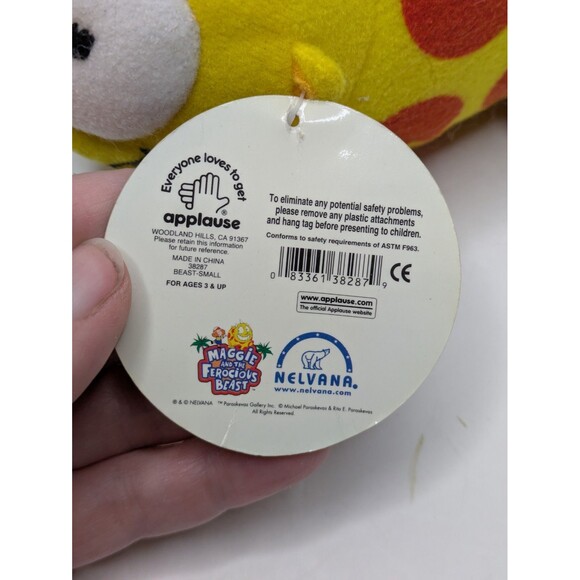 Everyone loves to get
applause®
WOODLAND HILLS, CA 91367
Please retain this information
for future reference.
MADE IN CHINA
38287
BEAST-SMALL
FOR AGES 3 & UP
To eliminate any potential safety problems,
please remove any plastic attachments
and hang tag before presenting to children.
Conforms to safety requirements of ASTM F963.
0 83361 38287 9
CE
www.applause.com
The official Applause website
MAGGIE
AND THE
FEROCIOUS
BEAST™
NELVANA®
www.nelvana.com
® & © NELVANA ™ Paraskevas Gallery Inc. © Michael Paraskevas & Rita E. Paraskevas
All Rights Reserved